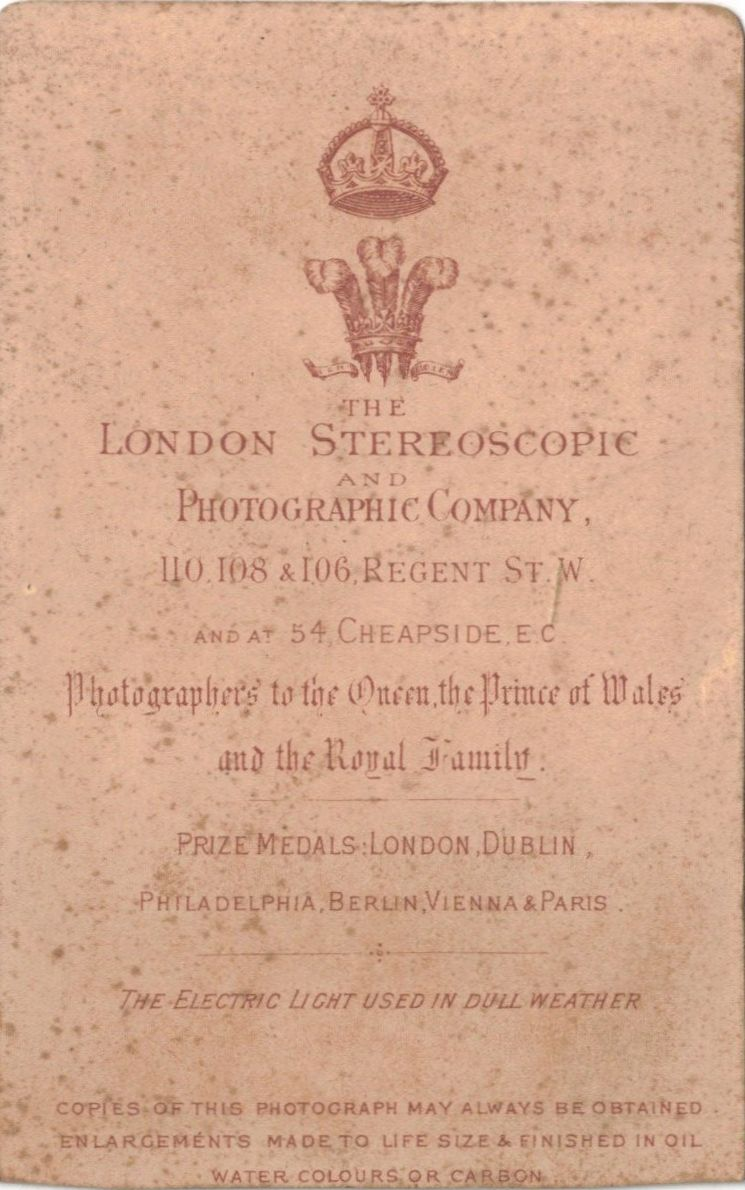 THE
LONDON STEREOSCOPIC
AND
PHOTOGRAPHIC COMPANY,
110, 108 & 106, REGENT ST. W.
AND AT 54, CHEAPSIDE, E.C.
Photographers to the Queen, the Prince of Wales
and the Royal Family.
PRIZE MEDALS: LONDON, DUBLIN,
PHILADELPHIA, BERLIN, VIENNA & PARIS.
THE ELECTRIC LIGHT USED IN DULL WEATHER
COPIES OF THIS PHOTOGRAPH MAY ALWAYS BE OBTAINED.
ENLARGEMENTS MADE TO LIFE SIZE & FINISHED IN OIL
WATER COLOURS OR CARBON